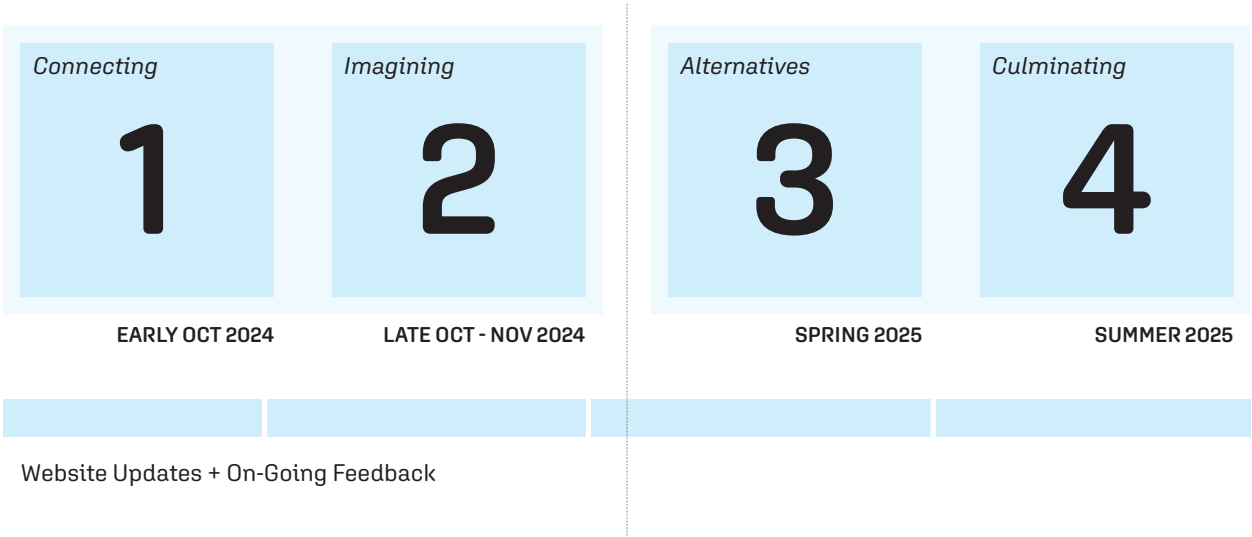 Connecting
1
EARLY OCT 2024
Imagining
2
LATE OCT - NOV 2024
Alternatives
3
SPRING 2025
Culminating
4
SUMMER 2025
Website Updates + On-Going Feedback